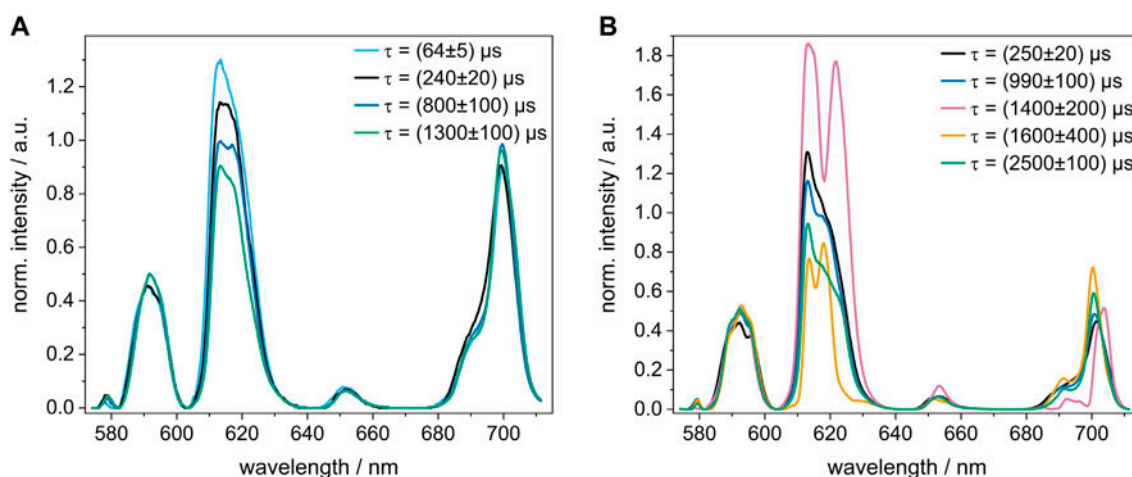 A
τ = (64±5) µs
τ = (240±20) µs
τ = (800±100) µs
τ = (1300±100) µs
norm. intensity / a.u.
1.2
1.0
0.8
0.6
0.4
0.2
0.0
580 600 620 640 660 680 700
wavelength / nm
B
τ = (250±20) µs
τ = (990±100) µs
τ = (1400±200) µs
τ = (1600±400) µs
τ = (2500±100) µs
norm. intensity / a.u.
1.8
1.6
1.4
1.2
1.0
0.8
0.6
0.4
0.2
0.0
580 600 620 640 660 680 700
wavelength / nm